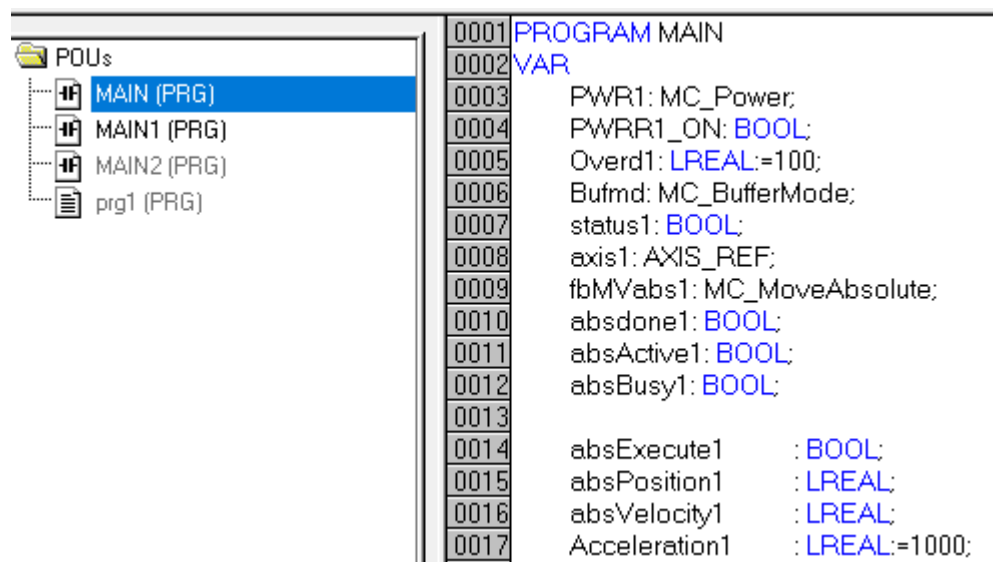 POUs
MAIN (PRG)
MAIN1 (PRG)
MAIN2 (PRG)
prg1 (PRG)
0001 PROGRAM MAIN
0002 VAR
0003 PWR1: MC_Power;
0004 PWRR1_ON: BOOL;
0005 Overd1: LREAL:=100;
0006 Bufmd: MC_BufferMode;
0007 status1: BOOL;
0008 axis1: AXIS_REF;
0009 fbMVabs1: MC_MoveAbsolute;
0010 absdone1: BOOL;
0011 absActive1: BOOL;
0012 absBusy1: BOOL;
0013
0014 absExecute1 : BOOL;
0015 absPosition1 : LREAL;
0016 absVelocity1 : LREAL;
0017 Acceleration1 : LREAL:=1000;